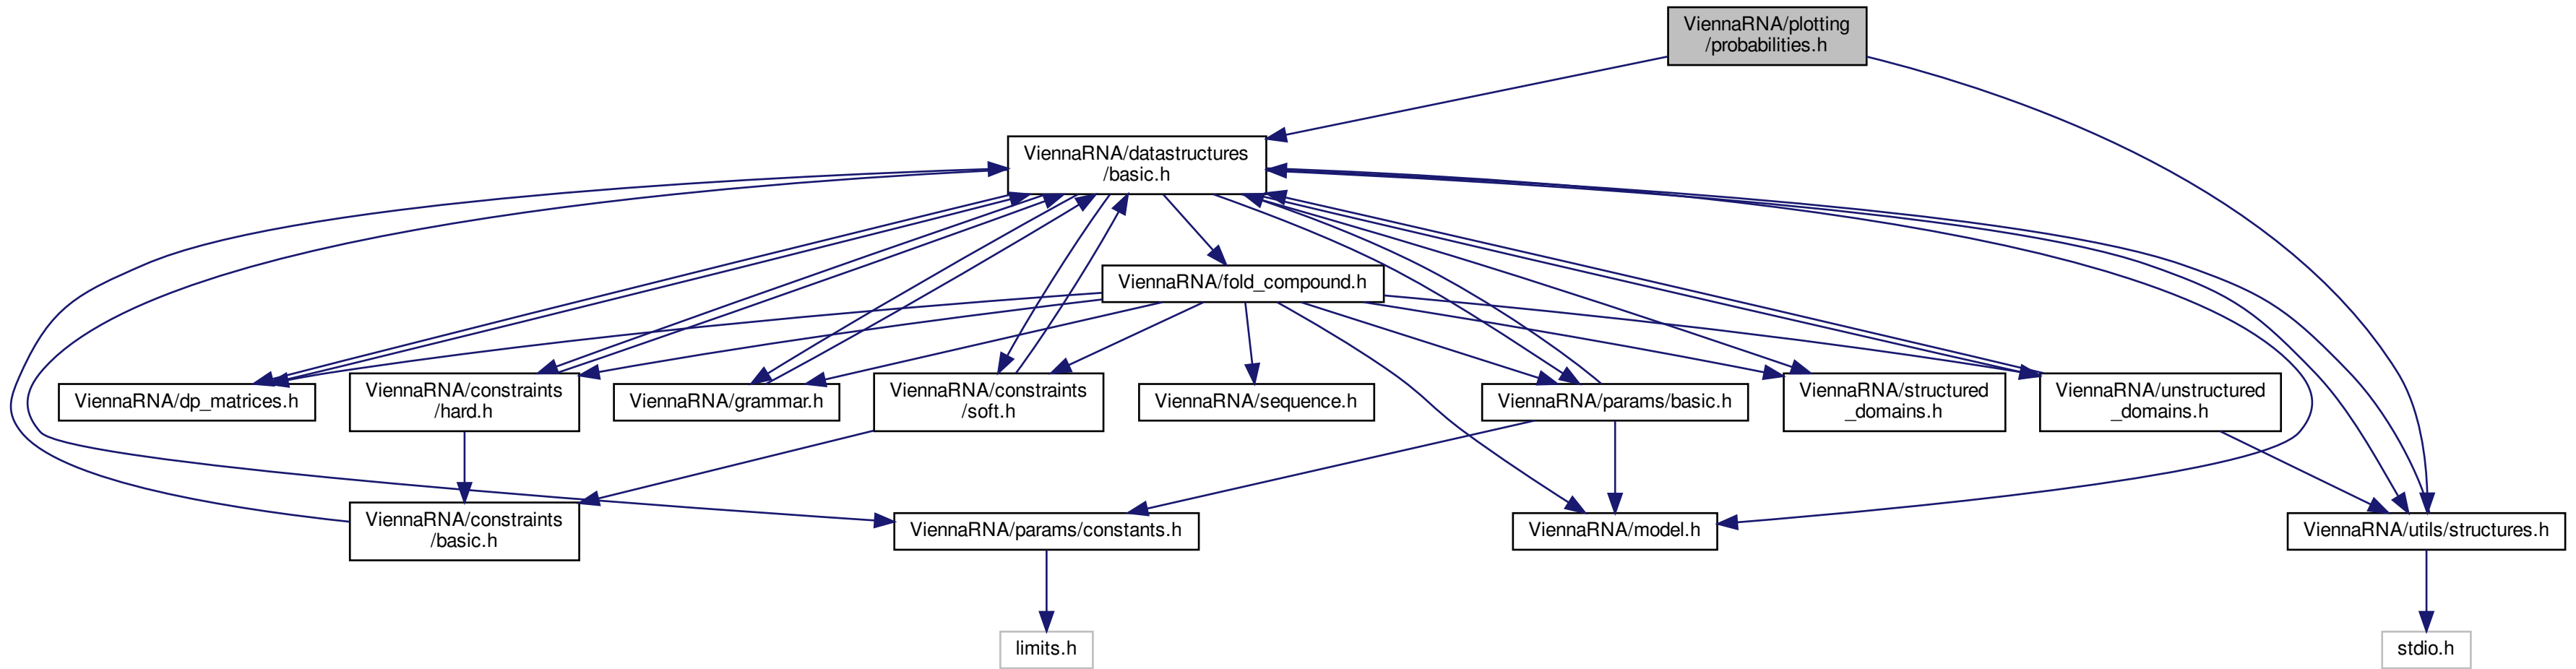 ViennaRNA/plotting
/probabilities.h
ViennaRNA/datastructures
/basic.h
ViennaRNA/fold_compound.h
ViennaRNA/dp_matrices.h
ViennaRNA/constraints
/hard.h
ViennaRNA/grammar.h
ViennaRNA/constraints
/soft.h
ViennaRNA/sequence.h
ViennaRNA/params/basic.h
ViennaRNA/structured
_domains.h
ViennaRNA/unstructured
_domains.h
ViennaRNA/constraints
/basic.h
ViennaRNA/params/constants.h
ViennaRNA/model.h
ViennaRNA/utils/structures.h
limits.h
stdio.h